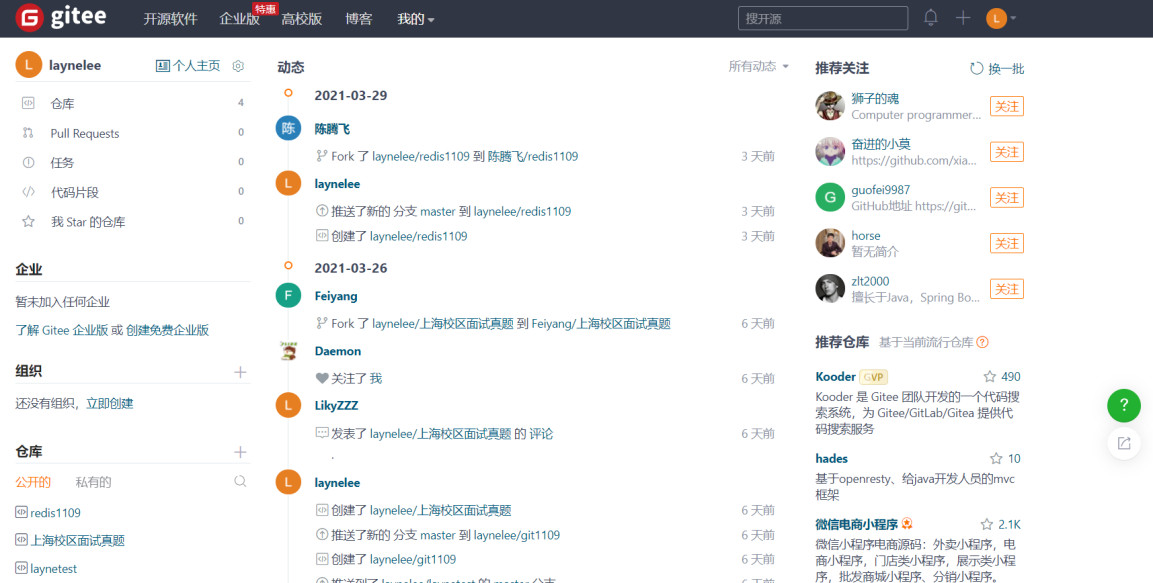 gitee 开源软件 企业版 特惠 高校版 博客 我的 搜开源 L
L laynelee 个人主页
仓库 4
Pull Requests 0
任务 0
代码片段 0
我 Star 的仓库 0
企业
暂未加入任何企业
了解 Gitee 企业版 或 创建免费企业版
组织
还没有组织，立即创建
仓库
公开的 私有的
redis1109
上海校区面试真题
laynetest
动态 所有动态
2021-03-29
陈 陈腾飞
Fork 了 laynelee/redis1109 到 陈腾飞/redis1109 3 天前
L laynelee
推送了新的 分支 master 到 laynelee/redis1109 3 天前
创建了 laynelee/redis1109 3 天前
2021-03-26
F Feiyang
Fork 了 laynelee/上海校区面试真题 到 Feiyang/上海校区面试真题 6 天前
Daemon
关注了 我 6 天前
L LikyZZZ
发表了 laynelee/上海校区面试真题 的 评论 6 天前
.
L laynelee
创建了 laynelee/上海校区面试真题 6 天前
推送了新的 分支 master 到 laynelee/git1109 6 天前
创建了 laynelee/git1109 6 天前
推送到了 laynelee/laynetest 的 master 分支 6 天前
推荐关注 换一批
狮子的魂 关注
Computer programmer...
奋进的小莫 关注
https://github.com/xia...
G guofei9987 关注
GitHub地址 https://git...
horse 关注
暂无简介
zlt2000 关注
擅长于Java，Spring Bo...
推荐仓库 基于当前流行仓库 ?
Kooder GVP 490
Kooder 是 Gitee 团队开发的一个代码搜
索系统，为 Gitee/GitLab/Gitea 提供代
码搜索服务
hades 10
基于openresty、给java开发人员的mvc
框架
微信电商小程序 2.1K
微信小程序电商源码：外卖小程序，电
商小程序，门店类小程序，展示类小程
序，批发商城小程序、分销小程序。
?